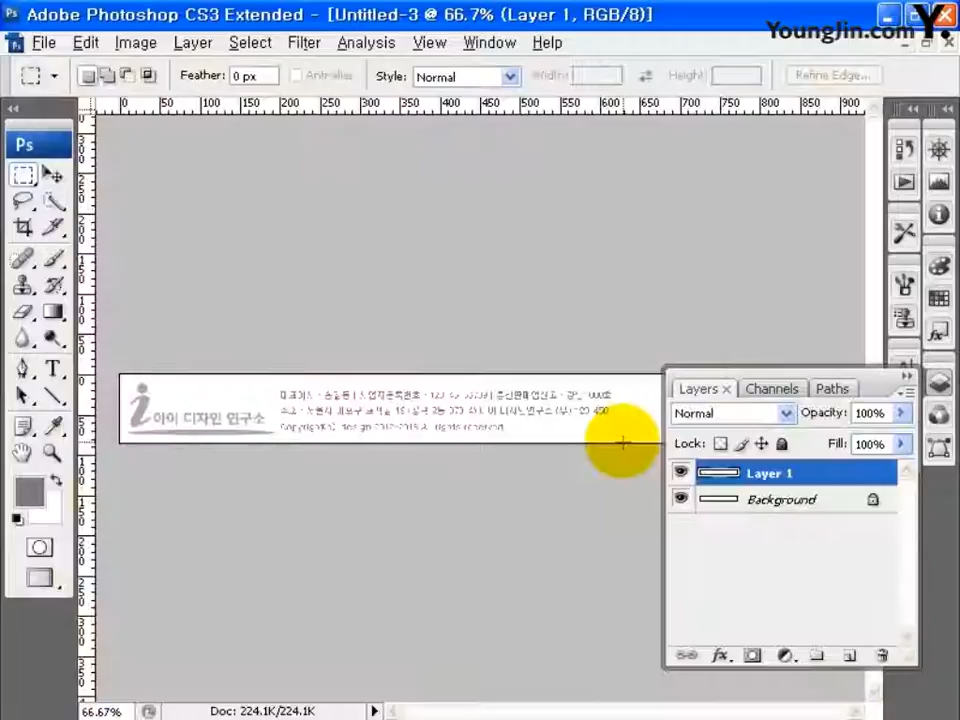 Adobe Photoshop CS3 Extended - [Untitled-3 @ 66.7% (Layer 1, RGB/8)]
YoungJin.com Y.
File Edit Image Layer Select Filter Analysis View Window Help
Feather: 0 px Anti-alias Style: Normal Width: Height: Refine Edge...
0 50 100 150 200 250 300 350 400 450 500 550 600 650 700 750 800 850 900
Ps
아이 디자인 연구소
Layers Channels Paths
Normal Opacity: 100%
Lock: Fill: 100%
Layer 1
Background
66.67% Doc: 224.1K/224.1K